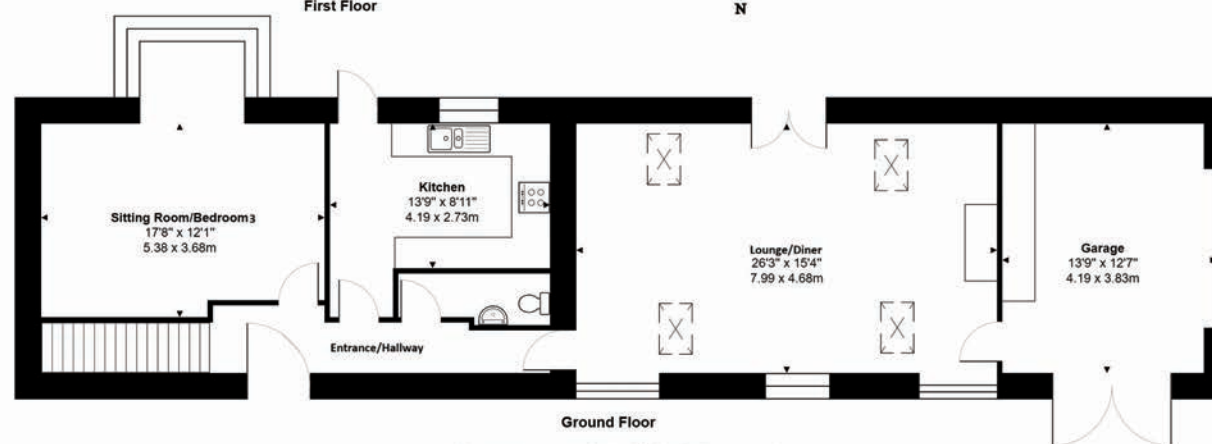 First Floor
N
Sitting Room/Bedroom3
17'8" x 12'1"
5.38 x 3.68m
Kitchen
13'9" x 8'11"
4.19 x 2.73m
Lounge/Diner
26'3" x 15'4"
7.99 x 4.68m
Garage
13'9" x 12'7"
4.19 x 3.83m
Entrance/Hallway
Ground Floor